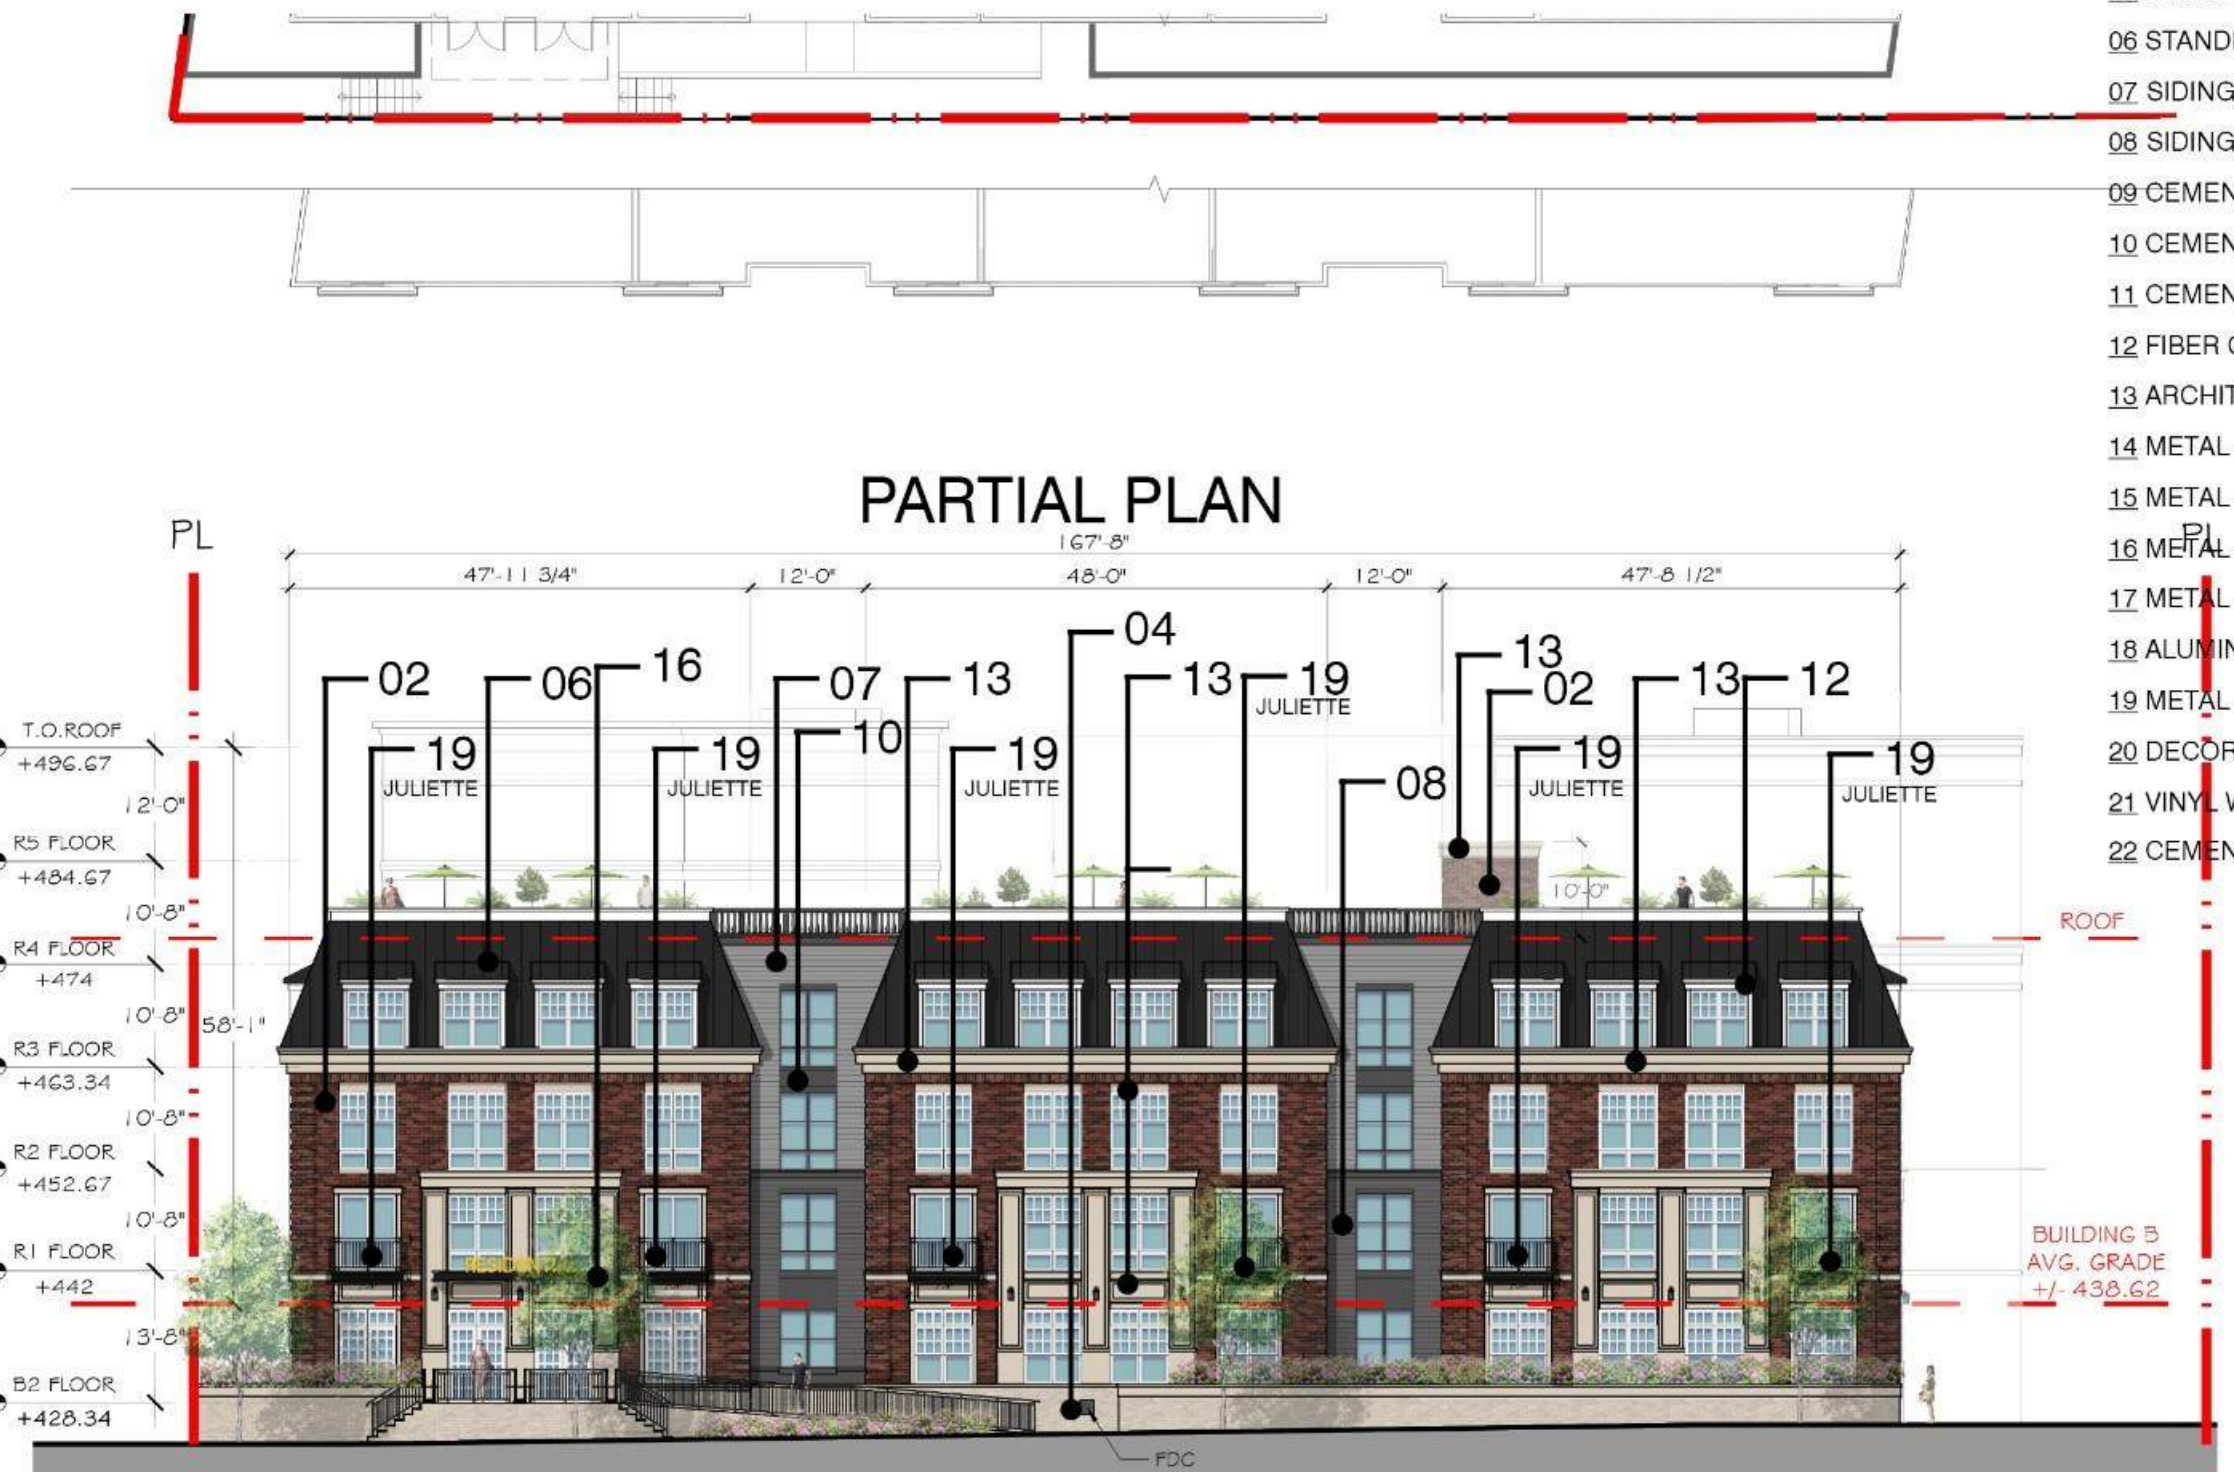 06 STANDI
07 SIDING
08 SIDING
09 CEMEN
10 CEMEN
11 CEMEN
12 FIBER C
13 ARCHIT
14 METAL
15 METAL
16 METAL
17 METAL
18 ALUMIN
19 METAL
20 DECOR
21 VINYL W
22 CEMEN
PARTIAL PLAN
PL
PL
167'-8"
47'-11 3/4"
12'-0"
48'-0"
12'-0"
47'-8 1/2"
02
06
16
07
10
13
04
13
19
JULIETTE
13
02
13
12
19
JULIETTE
19
JULIETTE
19
JULIETTE
08
19
JULIETTE
19
JULIETTE
T.O.ROOF
+496.67
12'-0"
R5 FLOOR
+484.67
10'-8"
R4 FLOOR
+474
10'-8"
58'-1"
R3 FLOOR
+463.34
10'-8"
R2 FLOOR
+452.67
10'-8"
R1 FLOOR
+442
13'-8"
B2 FLOOR
+428.34
10'-0"
ROOF
BUILDING B
AVG. GRADE
+/- 438.62
FDC